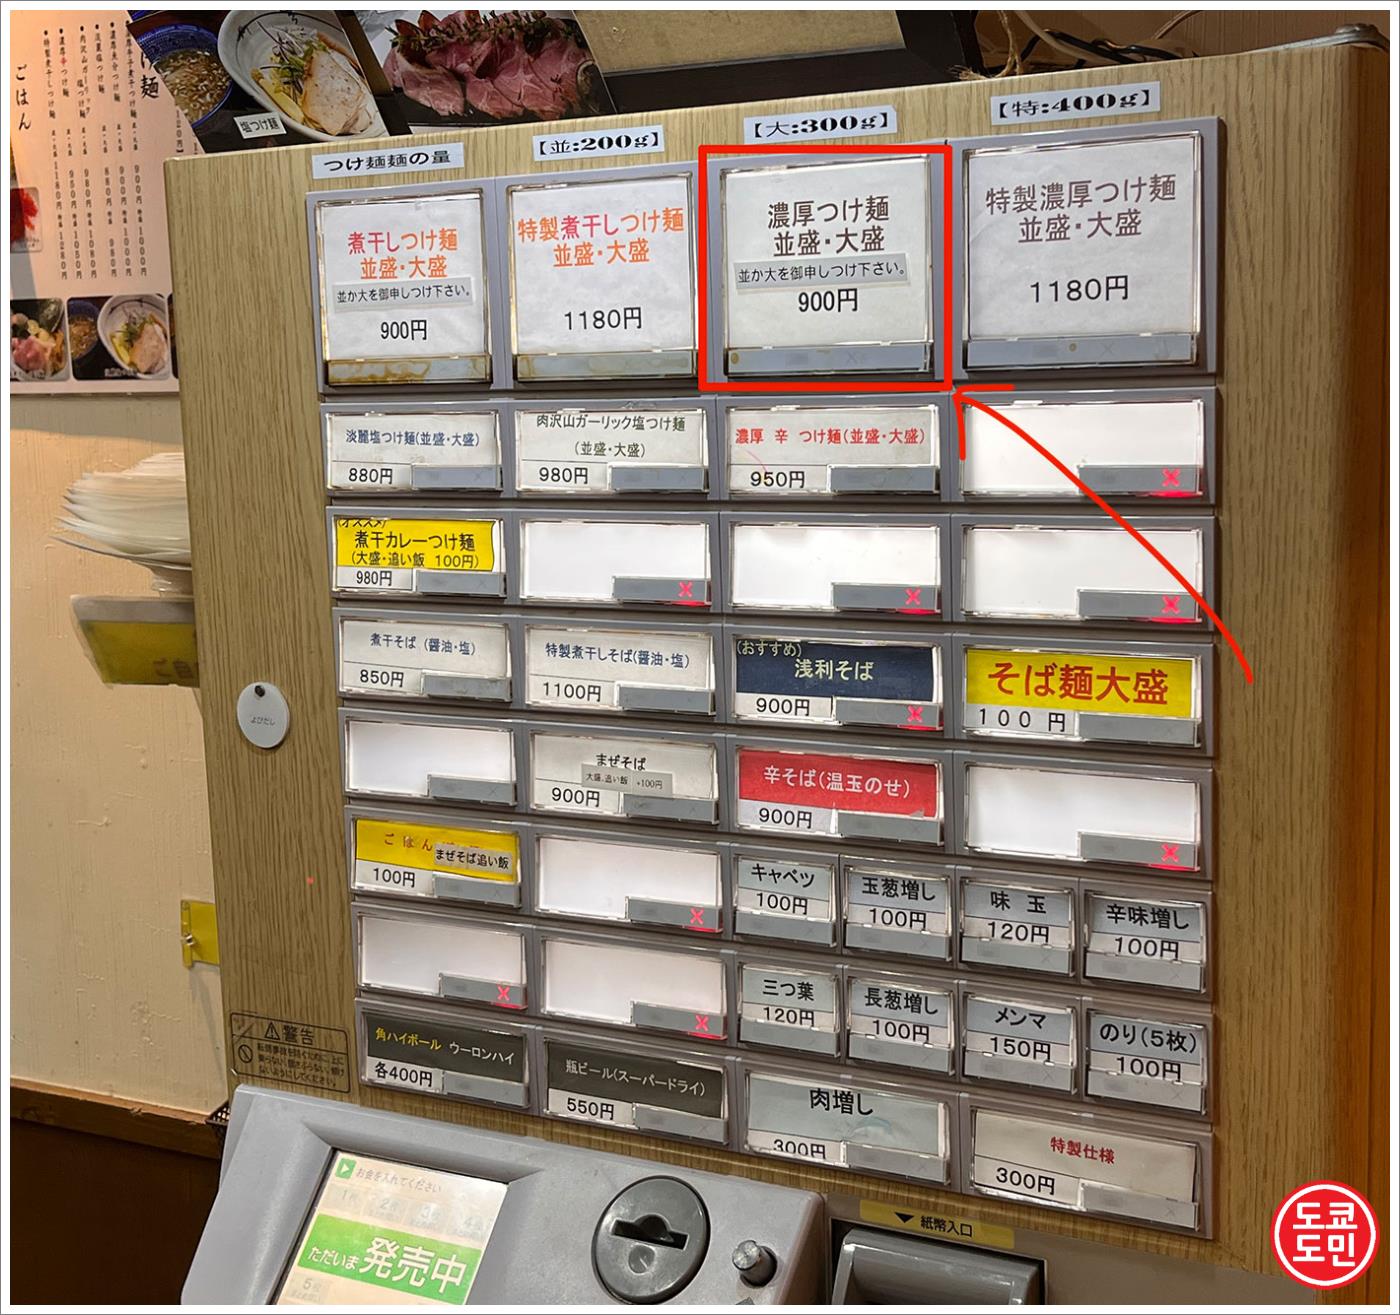 ごはん
つけ麺
塩つけ麺
つけ麺麺の量
【並:200g】
【大:300g】
【特:400g】
煮干しつけ麺
並盛・大盛
並か大を御申しつけ下さい。
900円
特製煮干しつけ麺
並盛・大盛
1180円
濃厚つけ麺
並盛・大盛
並か大を御申しつけ下さい。
900円
特製濃厚つけ麺
並盛・大盛
1180円
淡麗塩つけ麺(並盛・大盛)
880円
肉沢山ガーリック塩つけ麺
(並盛・大盛)
980円
濃厚 辛 つけ麺(並盛・大盛)
950円
(オススメ)
煮干カレーつけ麺
(大盛・追い飯 100円)
980円
煮干そば (醤油・塩)
850円
特製煮干しそば(醤油・塩)
1100円
(おすすめ)
浅利そば
900円
そば麺大盛
100円
まぜそば
大盛、追い飯 +100円
900円
辛そば(温玉のせ)
900円
ごはん
まぜそば追い飯
100円
キャベツ
100円
玉葱増し
100円
味 玉
120円
辛味増し
100円
三つ葉
120円
長葱増し
100円
メンマ
150円
のり(5枚)
100円
角ハイボール ウーロンハイ
各400円
瓶ビール(スーパードライ)
550円
肉増し
300円
特製仕様
300円
よびだし
警告
お金を入れてください
ただいま発売中
紙幣入口
도쿄
도민